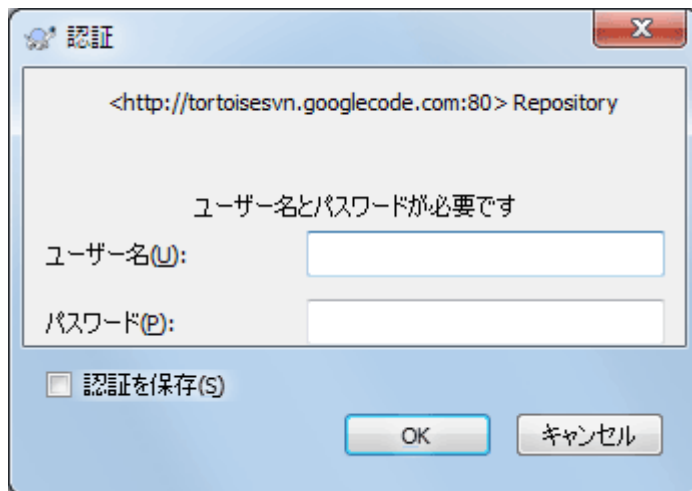 認証
<http://tortoisesvn.googlecode.com:80> Repository
ユーザー名とパスワードが必要です
ユーザー名(U):
パスワード(P):
認証を保存(S)
OK キャンセル